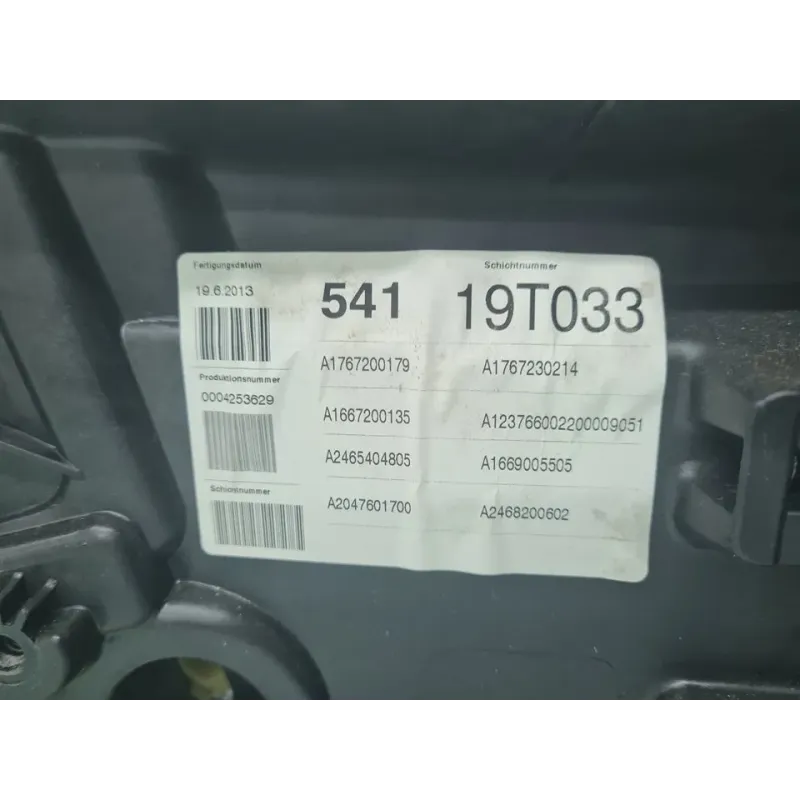 Fertigungsdatum
Schichtnummer
19.6.2013
541
19T033
A1767200179
A1767230214
Produktionsnummer
0004253629
A1667200135
A123766002200009051
A2465404805
A1669005505
Schichtnummer
A2047601700
A2468200602